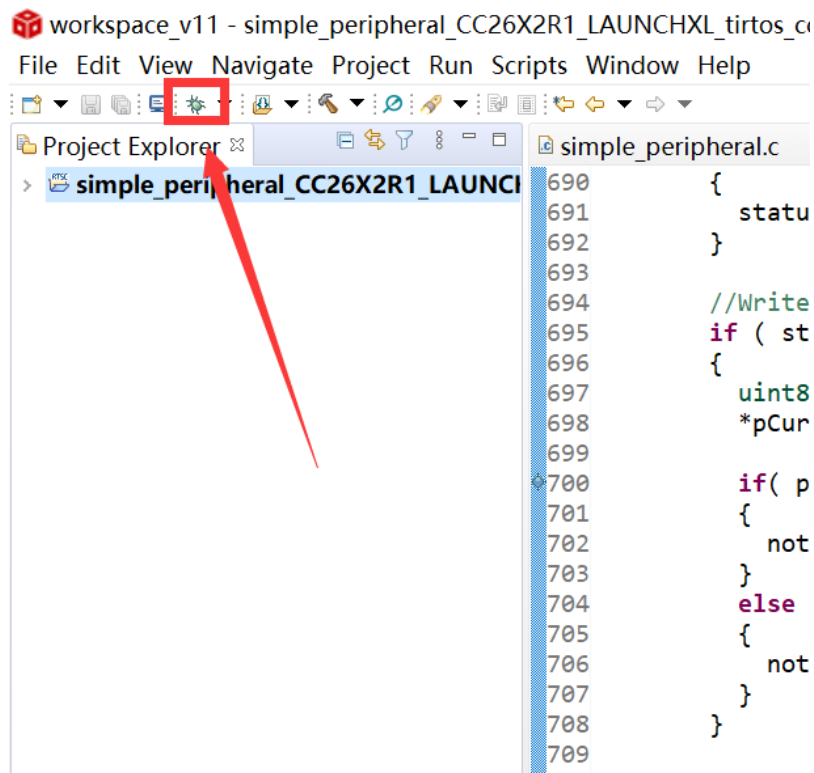 workspace_v11 - simple_peripheral_CC26X2R1_LAUNCHXL_tirtos_c
File Edit View Navigate Project Run Scripts Window Help
Project Explorer
simple_peripheral.c
RTSC
simple_peripheral_CC26X2R1_LAUNCH
690 {
691 statu
692 }
693
694 //Write
695 if ( st
696 {
697 uint8
698 *pCur
699
700 if( p
701 {
702 not
703 }
704 else
705 {
706 not
707 }
708 }
709